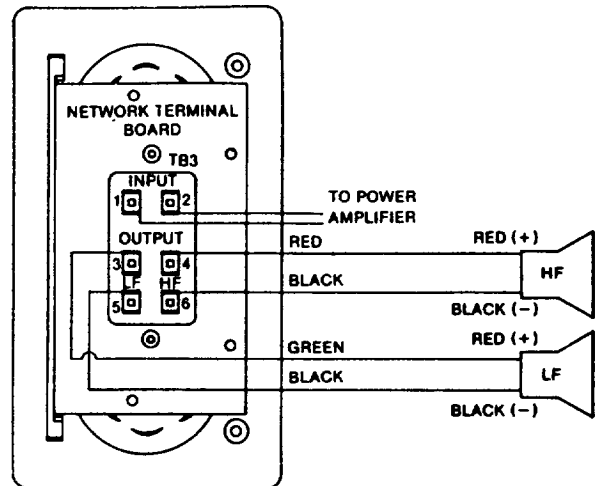 NETWORK TERMINAL
BOARD
TB3
INPUT
1 2
TO POWER
AMPLIFIER
OUTPUT
RED RED (+)
3 4
HF
LF HF
BLACK
5 6
BLACK (−)
GREEN RED (+)
LF
BLACK
BLACK (−)